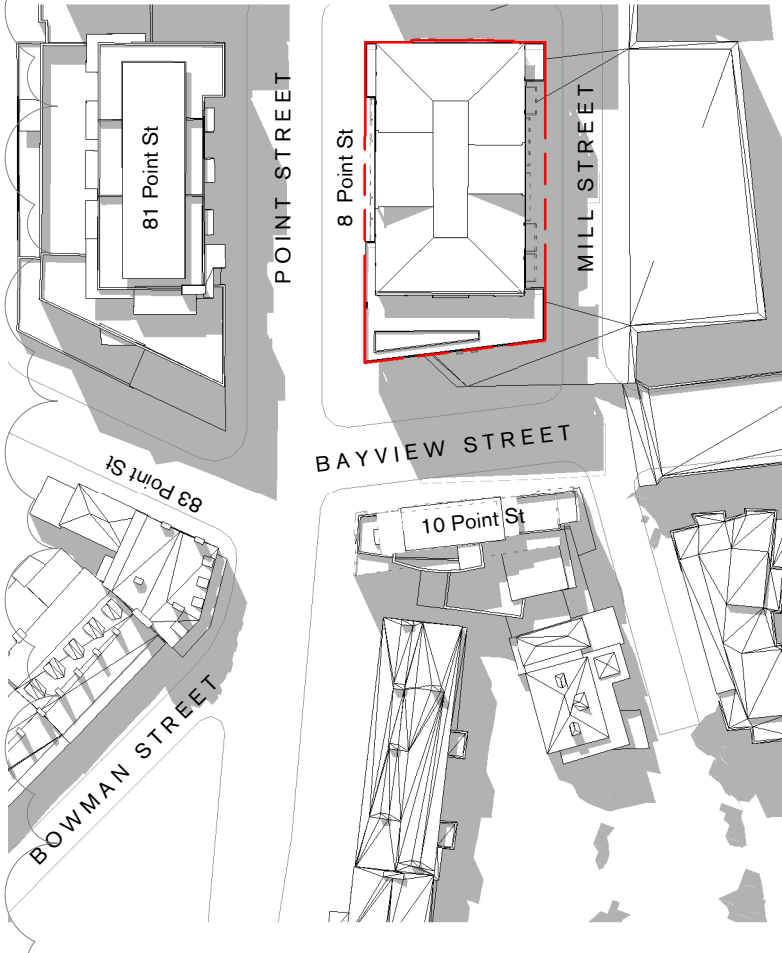 81 Point St
POINT STREET
8 Point St
MILL STREET
BAYVIEW STREET
83 Point St
10 Point St
BOWMAN STREET